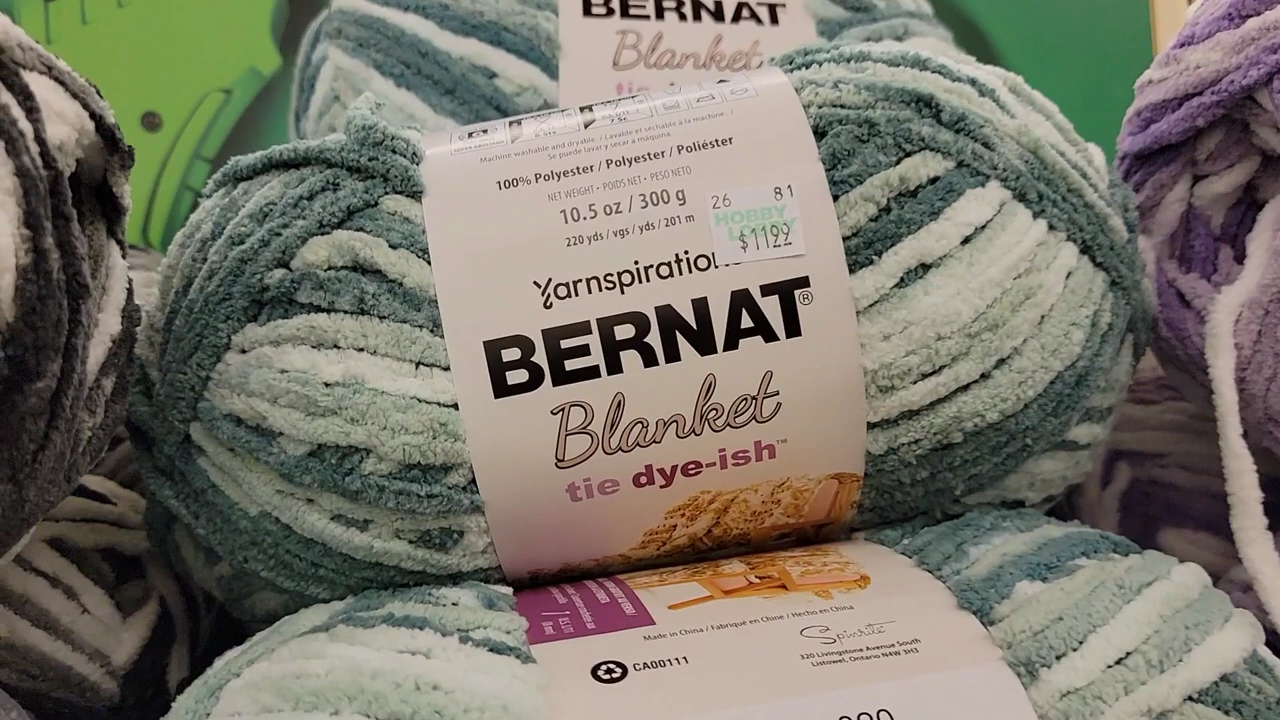 BERNAT
Blanket
tie
Machine washable and dryable. / Lavable et séchable à la machine. /
Se puede lavar y secar a máquina.
100% Polyester / Polyester / Poliéster
NET WEIGHT • POIDS NET • PESO NETO
10.5 oz / 300 g
220 yds / vgs / yds / 201 m
26 81
HOBBY
$11.22
Yarnspiration
BERNAT®
Blanket
tie dye-ish™
Made in China / Fabriqué en Chine / Hecho en China
Spinrite
320 Livingstone Avenue South
Listowel, Ontario N4W 3H3
CA00111